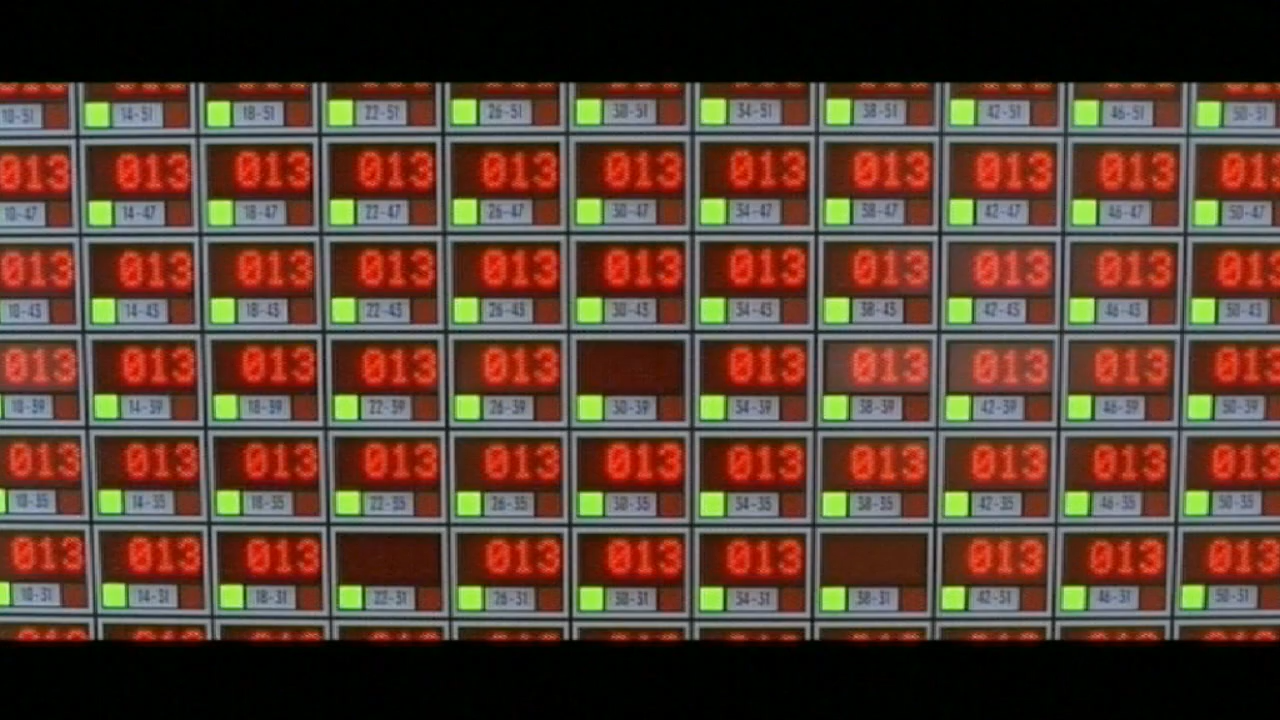 10-51 14-51 18-51 22-51 26-51 30-51 34-51 38-51 42-51 46-51 50-51
013 013 013 013 013 013 013 013 013 013 013
10-47 14-47 18-47 22-47 26-47 30-47 34-47 38-47 42-47 46-47 50-47
013 013 013 013 013 013 013 013 013 013 013
10-43 14-43 18-43 22-43 26-43 30-43 34-43 38-43 42-43 46-43 50-43
013 013 013 013 013 013 013 013 013 013
10-39 14-39 18-39 22-39 26-39 30-39 34-39 38-39 42-39 46-39 50-39
013 013 013 013 013 013 013 013 013 013 013
10-35 14-35 18-35 22-35 26-35 30-35 34-35 38-35 42-35 46-35 50-35
013 013 013 013 013 013 013 013 013
10-31 14-31 18-31 22-31 26-31 30-31 34-31 38-31 42-31 46-31 50-31